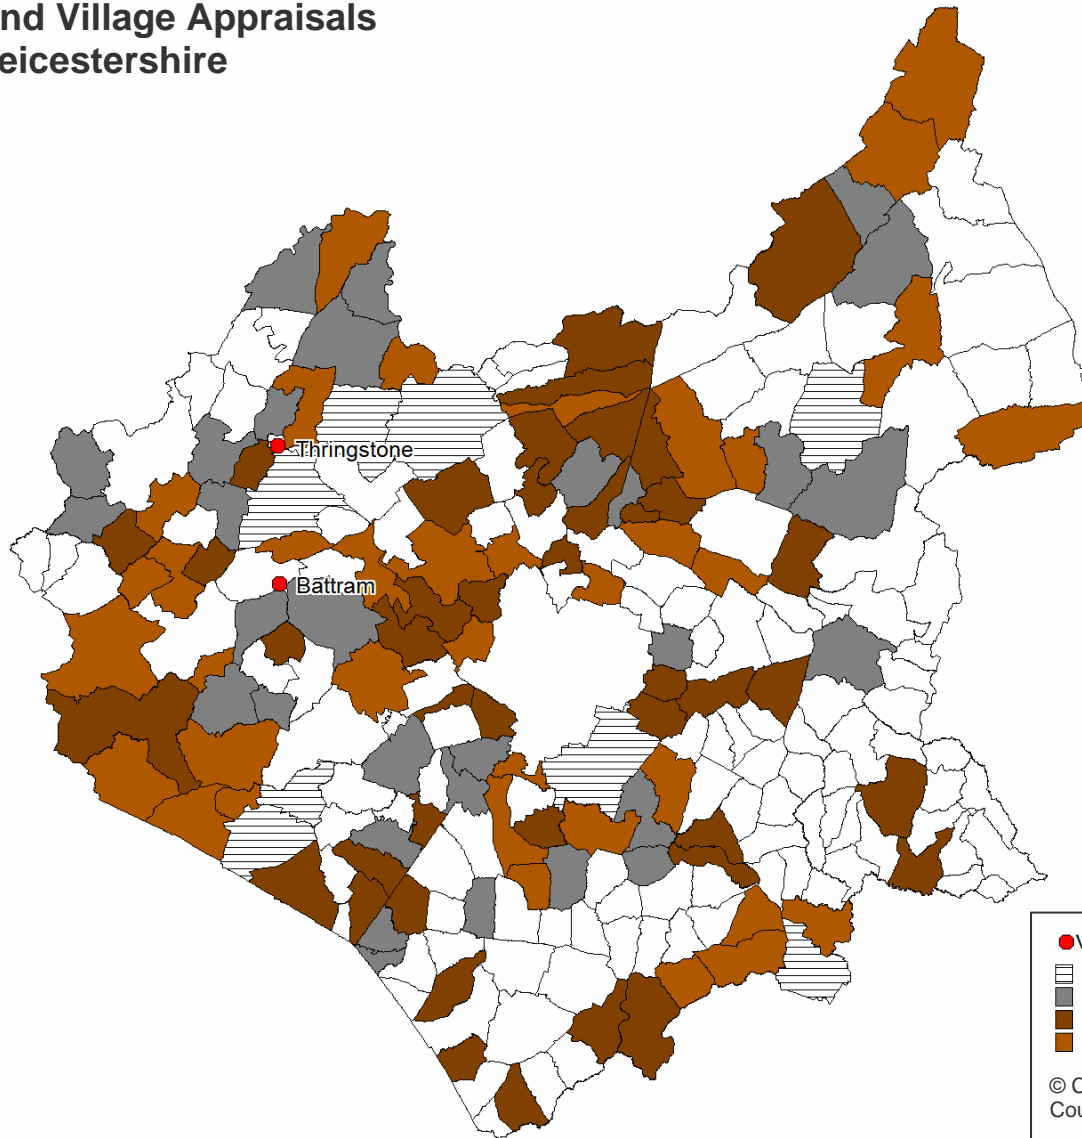 nd Village Appraisals
eicestershire
Thringstone
Battram
V
© C
Cou